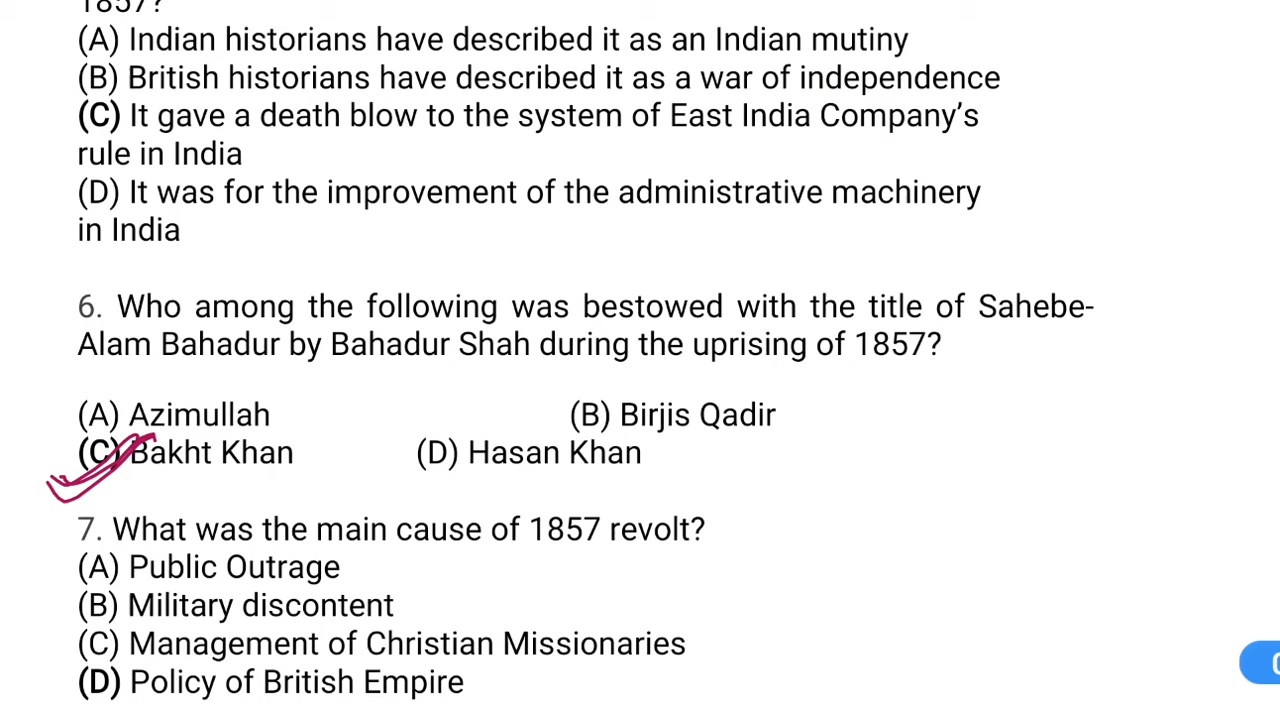 1857?
(A) Indian historians have described it as an Indian mutiny
(B) British historians have described it as a war of independence
(C) It gave a death blow to the system of East India Company’s
rule in India
(D) It was for the improvement of the administrative machinery
in India
6. Who among the following was bestowed with the title of Sahebe-
Alam Bahadur by Bahadur Shah during the uprising of 1857?
(A) Azimullah (B) Birjis Qadir
(C) Bakht Khan (D) Hasan Khan
7. What was the main cause of 1857 revolt?
(A) Public Outrage
(B) Military discontent
(C) Management of Christian Missionaries
(D) Policy of British Empire